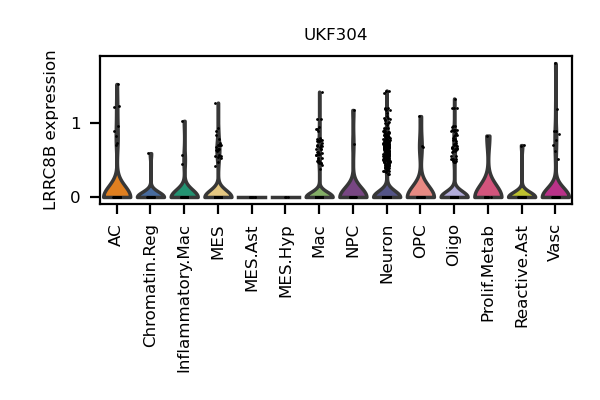 UKF304
LRRC8B expression
1
0
AC
Chromatin.Reg
Inflammatory.Mac
MES
MES.Ast
MES.Hyp
Mac
NPC
Neuron
OPC
Oligo
Prolif.Metab
Reactive.Ast
Vasc